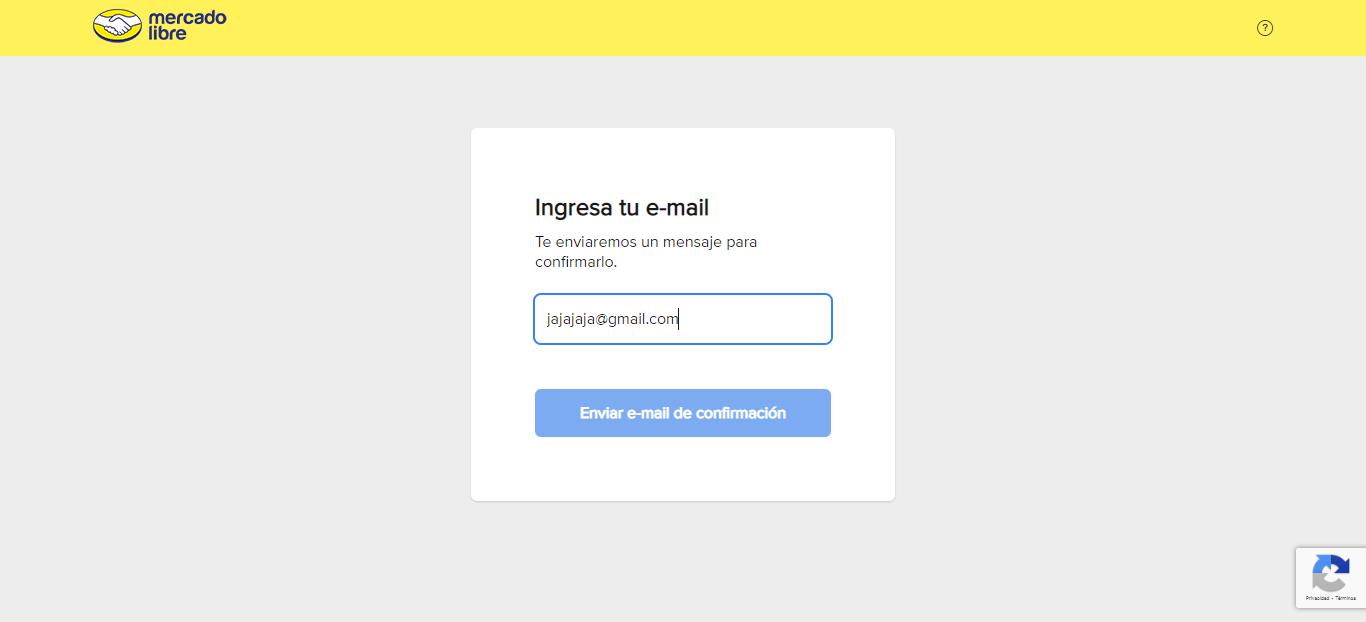 mercado
libre
?
Ingresa tu e-mail
Te enviaremos un mensaje para
confirmarlo.
jajajaja@gmail.com
Enviar e-mail de confirmación
Privacidad - Términos